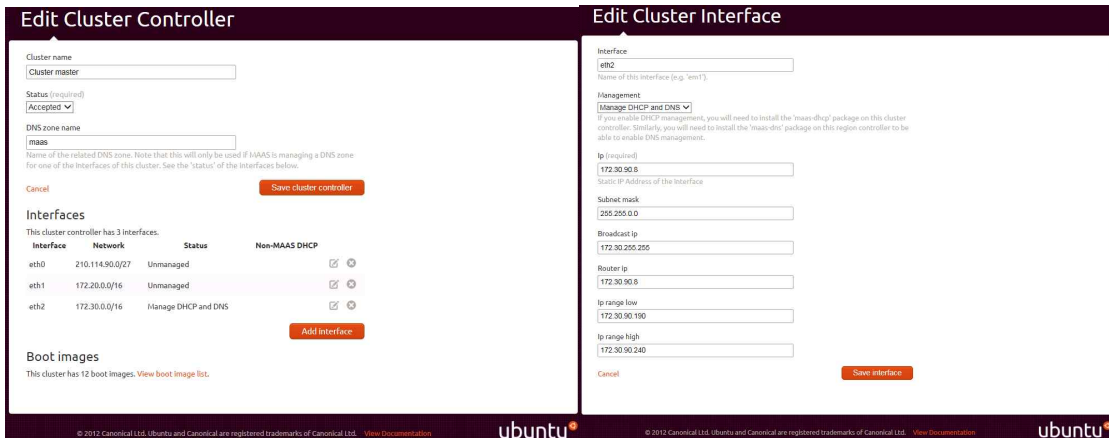 Edit Cluster Controller
Cluster name
Cluster master
Status (required)
Accepted
DNS zone name
maas
Name of the related DNS zone. Note that this will only be used if MAAS is managing a DNS zone
for one of the interfaces of this cluster. See the 'status' of the interfaces below.
Cancel
Save cluster controller
Interfaces
This cluster controller has 3 interfaces.
Interface Network Status Non-MAAS DHCP
eth0 210.114.90.0/27 Unmanaged
eth1 172.20.0.0/16 Unmanaged
eth2 172.30.0.0/16 Manage DHCP and DNS
Add interface
Boot images
This cluster has 12 boot images. View boot image list.
© 2012 Canonical Ltd. Ubuntu and Canonical are registered trademarks of Canonical Ltd. View Documentation
ubuntu
Edit Cluster Interface
Interface
eth2
Name of this interface (e.g. 'em1').
Management
Manage DHCP and DNS
If you enable DHCP management, you will need to install the 'maas-dhcp' package on this cluster
controller. Similarly, you will need to install the 'maas-dns' package on this region controller to be
able to enable DNS management.
Ip (required)
172.30.90.8
Static IP Address of the interface
Subnet mask
255.255.0.0
Broadcast ip
172.30.255.255
Router ip
172.30.90.8
Ip range low
172.30.90.190
Ip range high
172.30.90.240
Cancel
Save interface
© 2012 Canonical Ltd. Ubuntu and Canonical are registered trademarks of Canonical Ltd. View Documentation
ubuntu